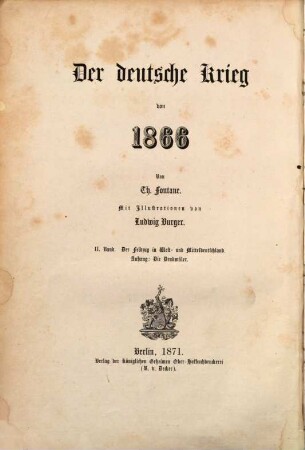 Der deutsche Krieg
von
1866
Von
Th. Fontane.
Mit Illustrationen von
Ludwig Burger.
II. Band. Der Feldzug in West- und Mitteldeutschland.
Anhang: Die Denkmäler.
Berlin, 1871.
Verlag der Königlichen Geheimen Ober-Hofbuchdruckerei
(R. v. Decker).